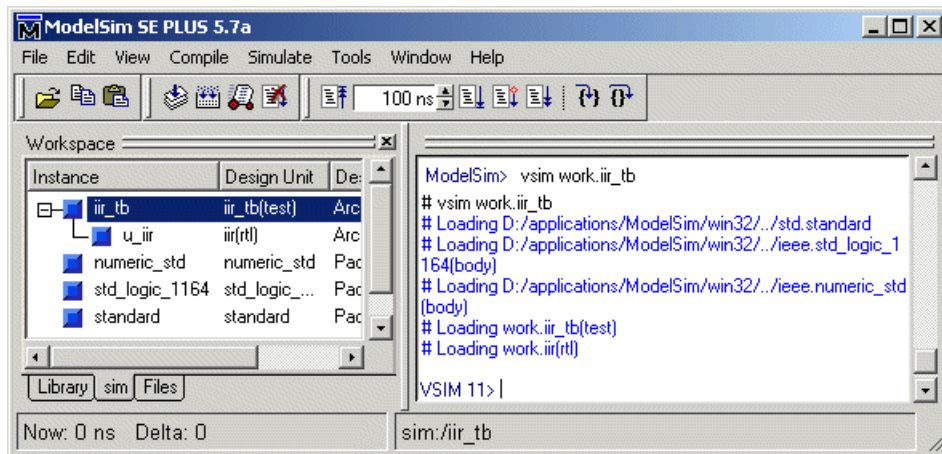 ModelSim SE PLUS 5.7a
File Edit View Compile Simulate Tools Window Help
100 ns
Workspace
Instance Design Unit De:
iir_tb iir_tb(test) Arc
u_iir iir(rtl) Arc
numeric_std numeric_std Pac
std_logic_1164 std_logic_... Pac
standard standard Pac
Library sim Files
ModelSim> vsim work.iir_tb
# vsim work.iir_tb
# Loading D:/applications/ModelSim/win32/../std.standard
# Loading D:/applications/ModelSim/win32/../ieee.std_logic_1
164(body)
# Loading D:/applications/ModelSim/win32/../ieee.numeric_std
(body)
# Loading work.iir_tb(test)
# Loading work.iir(rtl)
VSIM 11>
Now: 0 ns Delta: 0 sim:/iir_tb